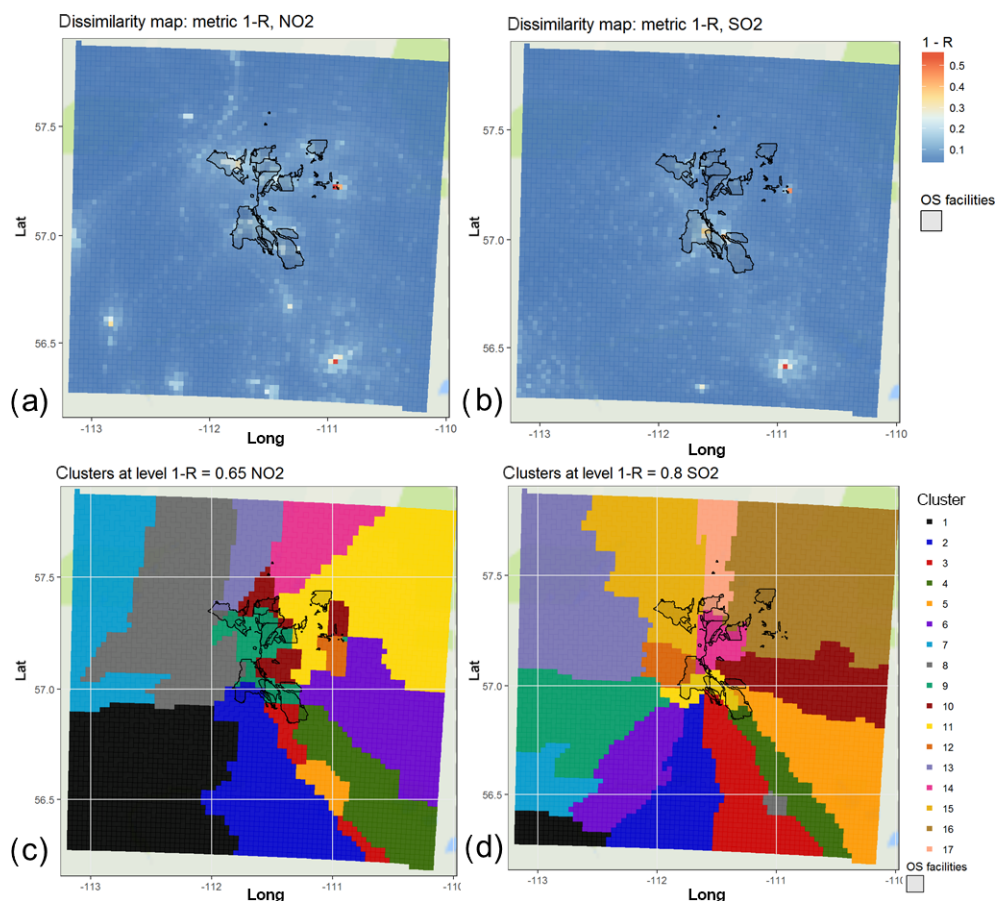 Dissimilarity map: metric 1-R, NO2
Dissimilarity map: metric 1-R, SO2
1 - R
0.5
0.4
0.3
0.2
0.1
OS facilities
57.5
57.0
56.5
Lat
(a)
-113
-112
-111
-110
Long
57.5
57.0
56.5
Lat
(b)
-113
-112
-111
-110
Long
Clusters at level 1-R = 0.65 NO2
Clusters at level 1-R = 0.8 SO2
57.5
57.0
56.5
Lat
(c)
-113
-112
-111
-110
Long
57.5
57.0
56.5
Lat
(d)
-113
-112
-111
-110
Long
Cluster
1
2
3
4
5
6
7
8
9
10
11
12
13
14
15
16
17
OS facilities